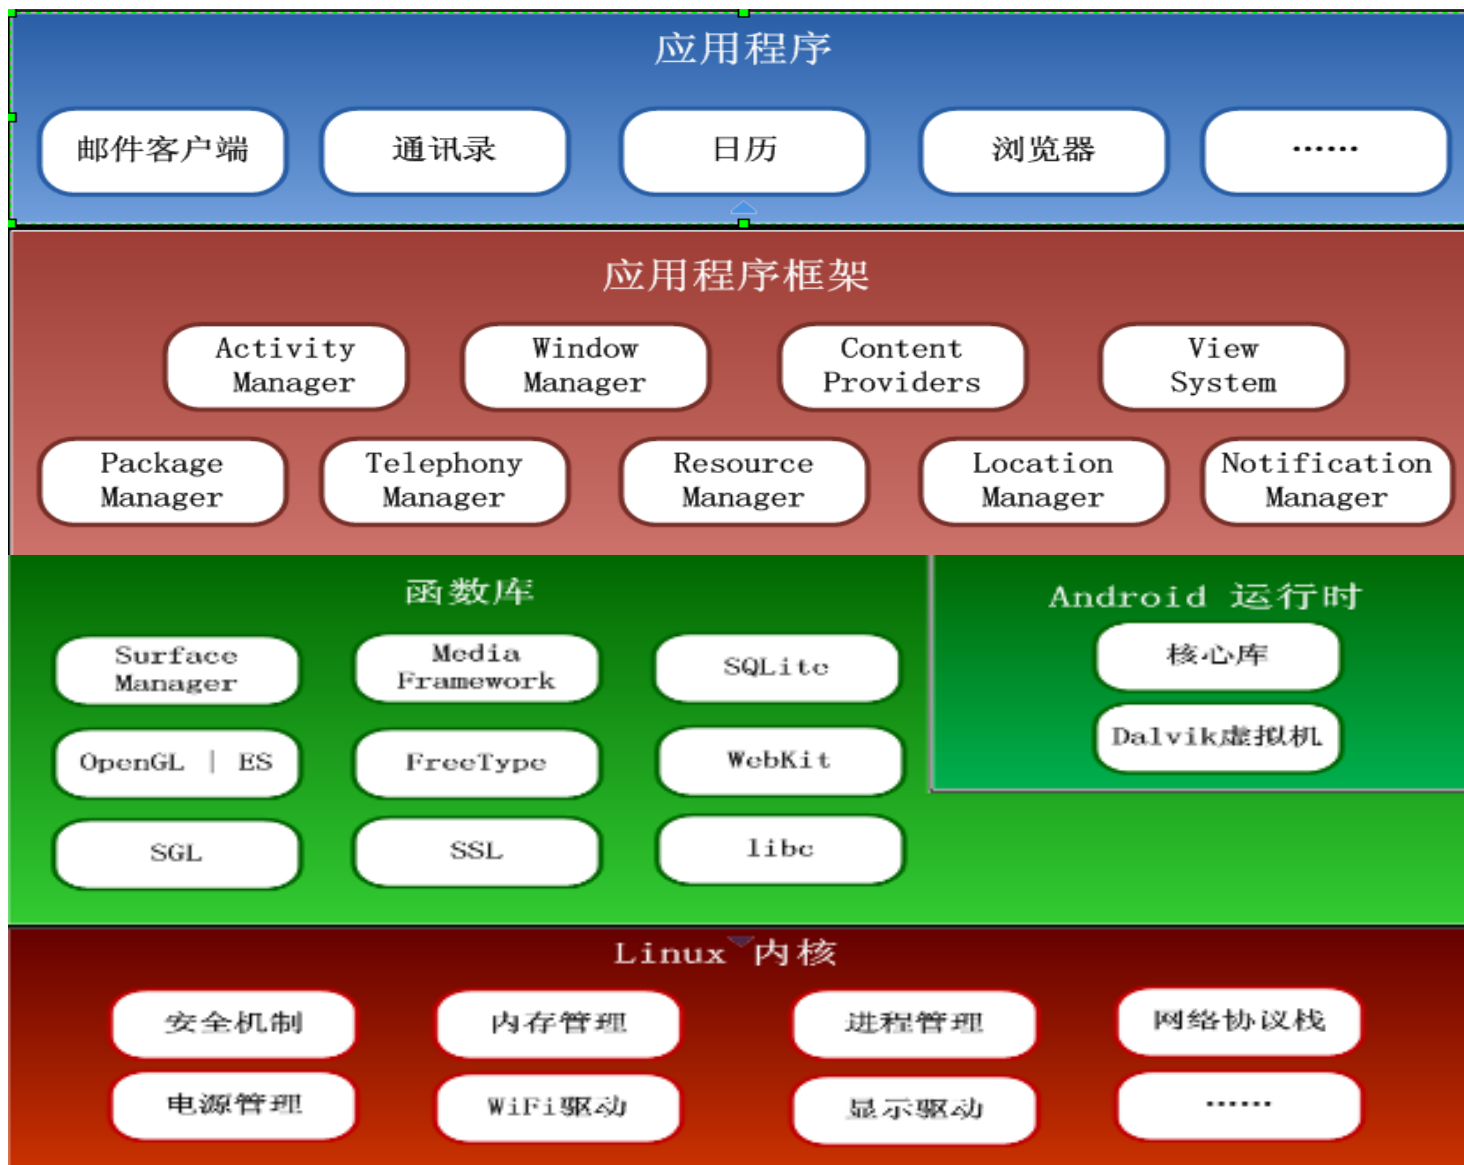 应用程序
邮件客户端
通讯录
日历
浏览器
······
应用程序框架
Activity
Manager
Window
Manager
Content
Providers
View
System
Package
Manager
Telephony
Manager
Resource
Manager
Location
Manager
Notification
Manager
函数库
Surface
Manager
Media
Framework
SQLite
OpenGL | ES
FreeType
WebKit
SGL
SSL
libc
Android 运行时
核心库
Dalvik虚拟机
Linux 内核
安全机制
内存管理
进程管理
网络协议栈
电源管理
WiFi驱动
显示驱动
······